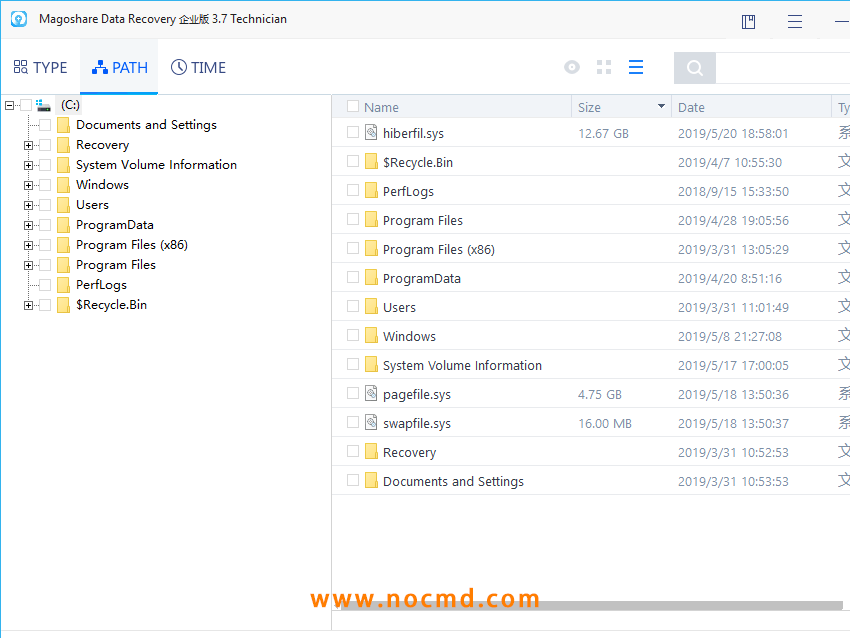 Magoshare Data Recovery 企业版 3.7 Technician
TYPE PATH TIME
(C:)
Documents and Settings
Recovery
System Volume Information
Windows
Users
ProgramData
Program Files (x86)
Program Files
PerfLogs
$Recycle.Bin
Name Size Date Ty
hiberfil.sys 12.67 GB 2019/5/20 18:58:01 系
$Recycle.Bin 2019/4/7 10:55:30 文
PerfLogs 2018/9/15 15:33:50 文
Program Files 2019/4/28 19:05:56 文
Program Files (x86) 2019/3/31 13:05:29 文
ProgramData 2019/4/20 8:51:16 文
Users 2019/3/31 11:01:49 文
Windows 2019/5/8 21:27:08 文
System Volume Information 2019/5/17 17:00:05 文
pagefile.sys 4.75 GB 2019/5/18 13:50:36 系
swapfile.sys 16.00 MB 2019/5/18 13:50:37 系
Recovery 2019/3/31 10:52:53 文
Documents and Settings 2019/3/31 10:53:53 文
www.nocmd.com